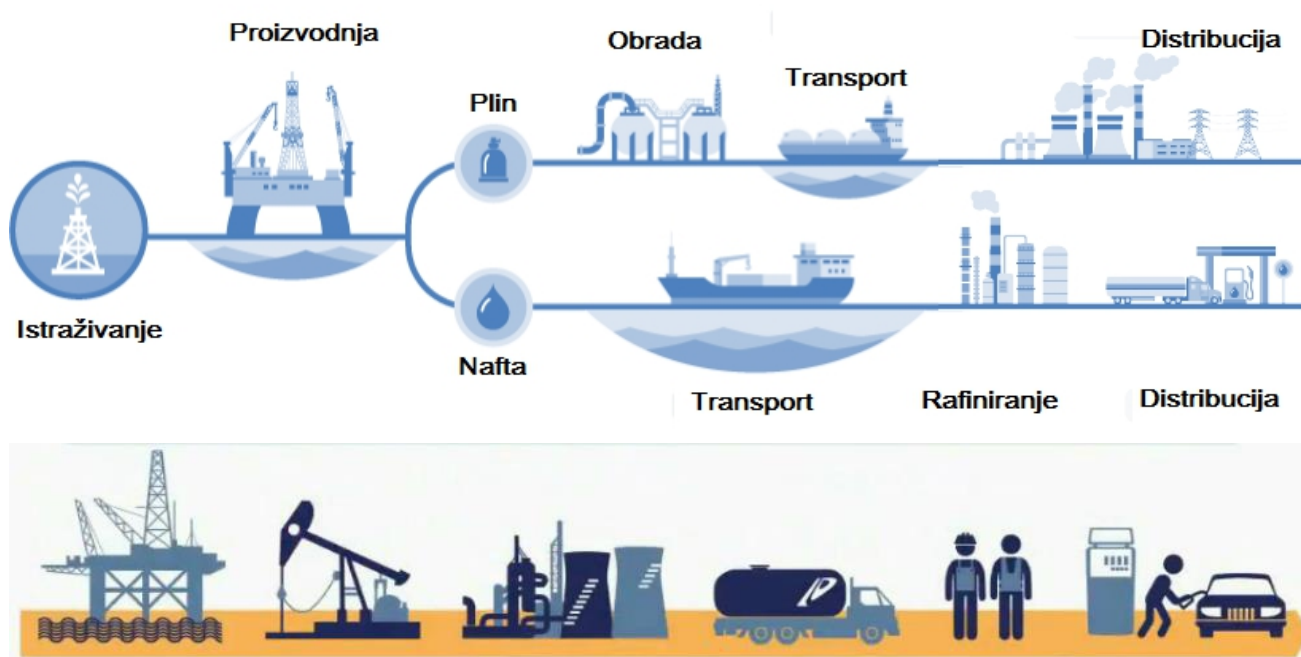 Proizvodnja
Obrada
Distribucija
Transport
Plin
Istraživanje
Nafta
Transport
Rafiniranje
Distribucija